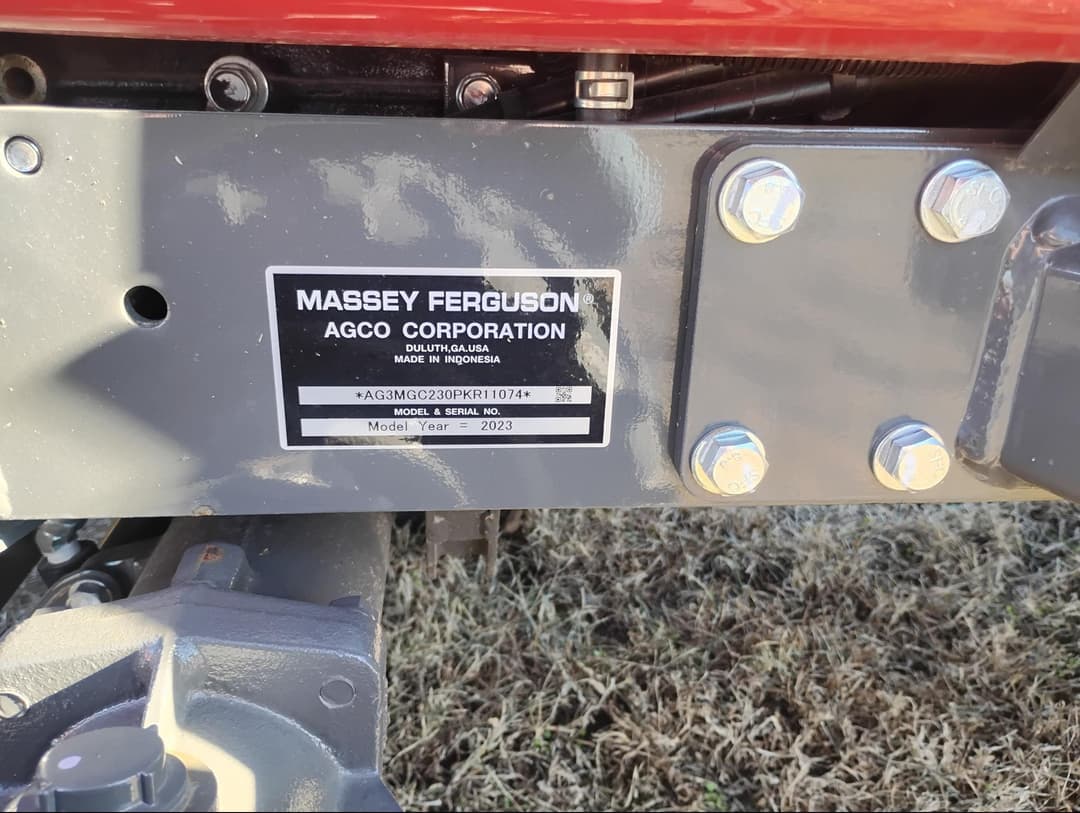 MASSEY FERGUSON®
AGCO CORPORATION
DULUTH,GA.USA
MADE IN INDONESIA
*AG3MGC230PKR11074*
MODEL & SERIAL NO.
Model Year = 2023